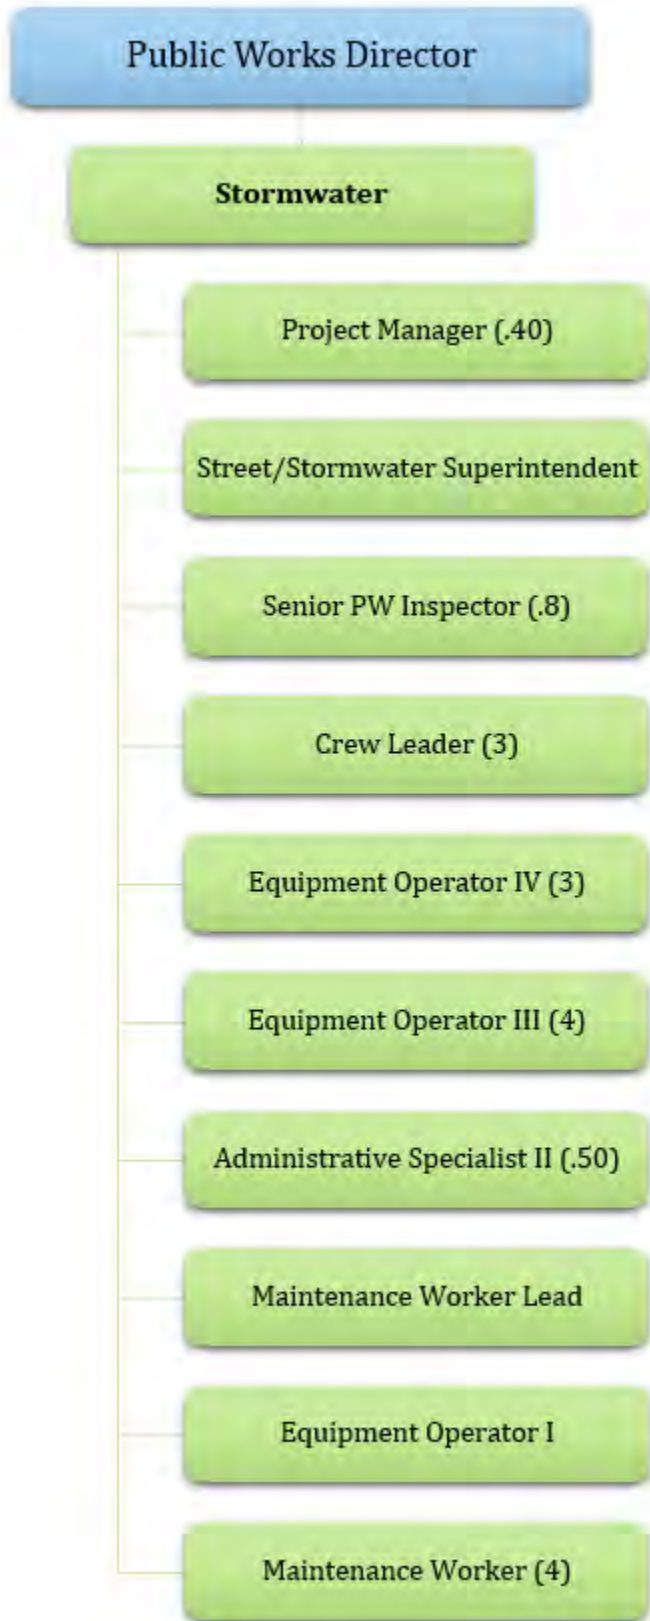 Public Works Director
Stormwater
Project Manager (.40)
Street/Stormwater Superintendent
Senior PW Inspector (.8)
Crew Leader (3)
Equipment Operator IV (3)
Equipment Operator III (4)
Administrative Specialist II (.50)
Maintenance Worker Lead
Equipment Operator I
Maintenance Worker (4)